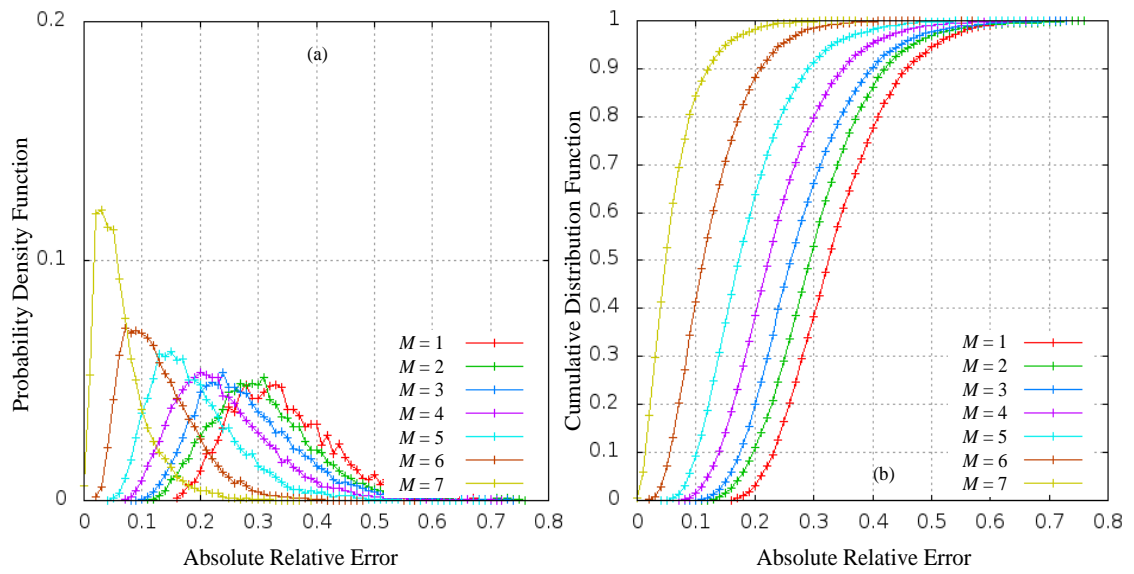 0.2
0.1
0
Probability Density Function
(a)
M = 1
M = 2
M = 3
M = 4
M = 5
M = 6
M = 7
0 0.1 0.2 0.3 0.4 0.5 0.6 0.7 0.8
Absolute Relative Error
1
0.9
0.8
0.7
0.6
0.5
0.4
0.3
0.2
0.1
0
Cumulative Distribution Function
M = 1
M = 2
M = 3
M = 4
M = 5
M = 6
M = 7
(b)
0 0.1 0.2 0.3 0.4 0.5 0.6 0.7 0.8
Absolute Relative Error